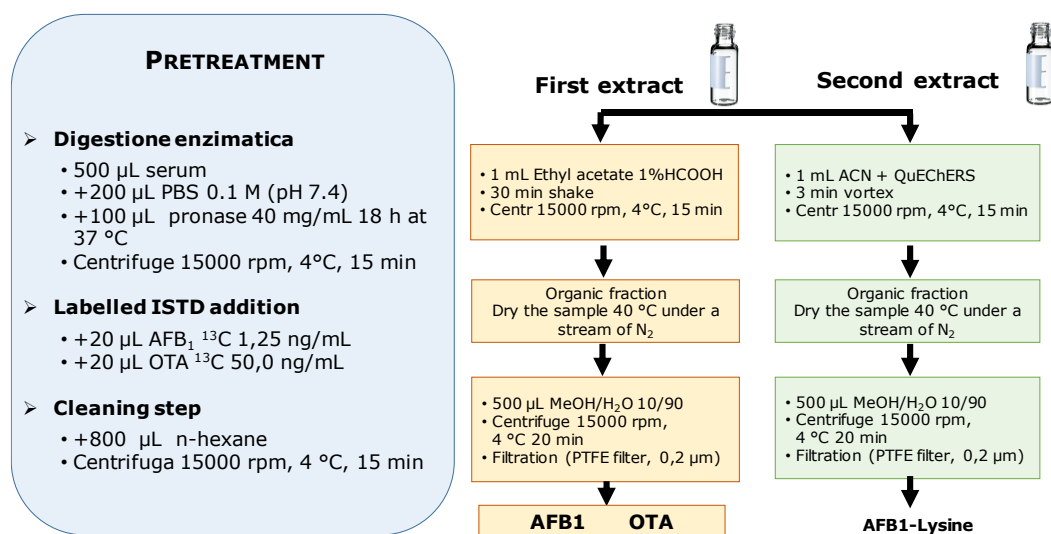 PRETREATMENT
➢ Digestione enzimatica
• 500 µL serum
• +200 µL PBS 0.1 M (pH 7.4)
• +100 µL pronase 40 mg/mL 18 h at
37 °C
• Centrifuge 15000 rpm, 4°C, 15 min
➢ Labelled ISTD addition
• +20 µL AFB₁ ¹³C 1,25 ng/mL
• +20 µL OTA ¹³C 50,0 ng/mL
➢ Cleaning step
• +800 µL n-hexane
• Centrifuga 15000 rpm, 4 °C, 15 min
First extract
• 1 mL Ethyl acetate 1%HCOOH
• 30 min shake
• Centr 15000 rpm, 4°C, 15 min
Organic fraction
Dry the sample 40 °C under a
stream of N₂
• 500 µL MeOH/H₂O 10/90
• Centrifuge 15000 rpm,
4 °C 20 min
• Filtration (PTFE filter, 0,2 µm)
AFB1 OTA
Second extract
• 1 mL ACN + QuEChERS
• 3 min vortex
• Centr 15000 rpm, 4°C, 15 min
Organic fraction
Dry the sample 40 °C under a
stream of N₂
• 500 µL MeOH/H₂O 10/90
• Centrifuge 15000 rpm,
4 °C 20 min
• Filtration (PTFE filter, 0,2 µm)
AFB1-Lysine